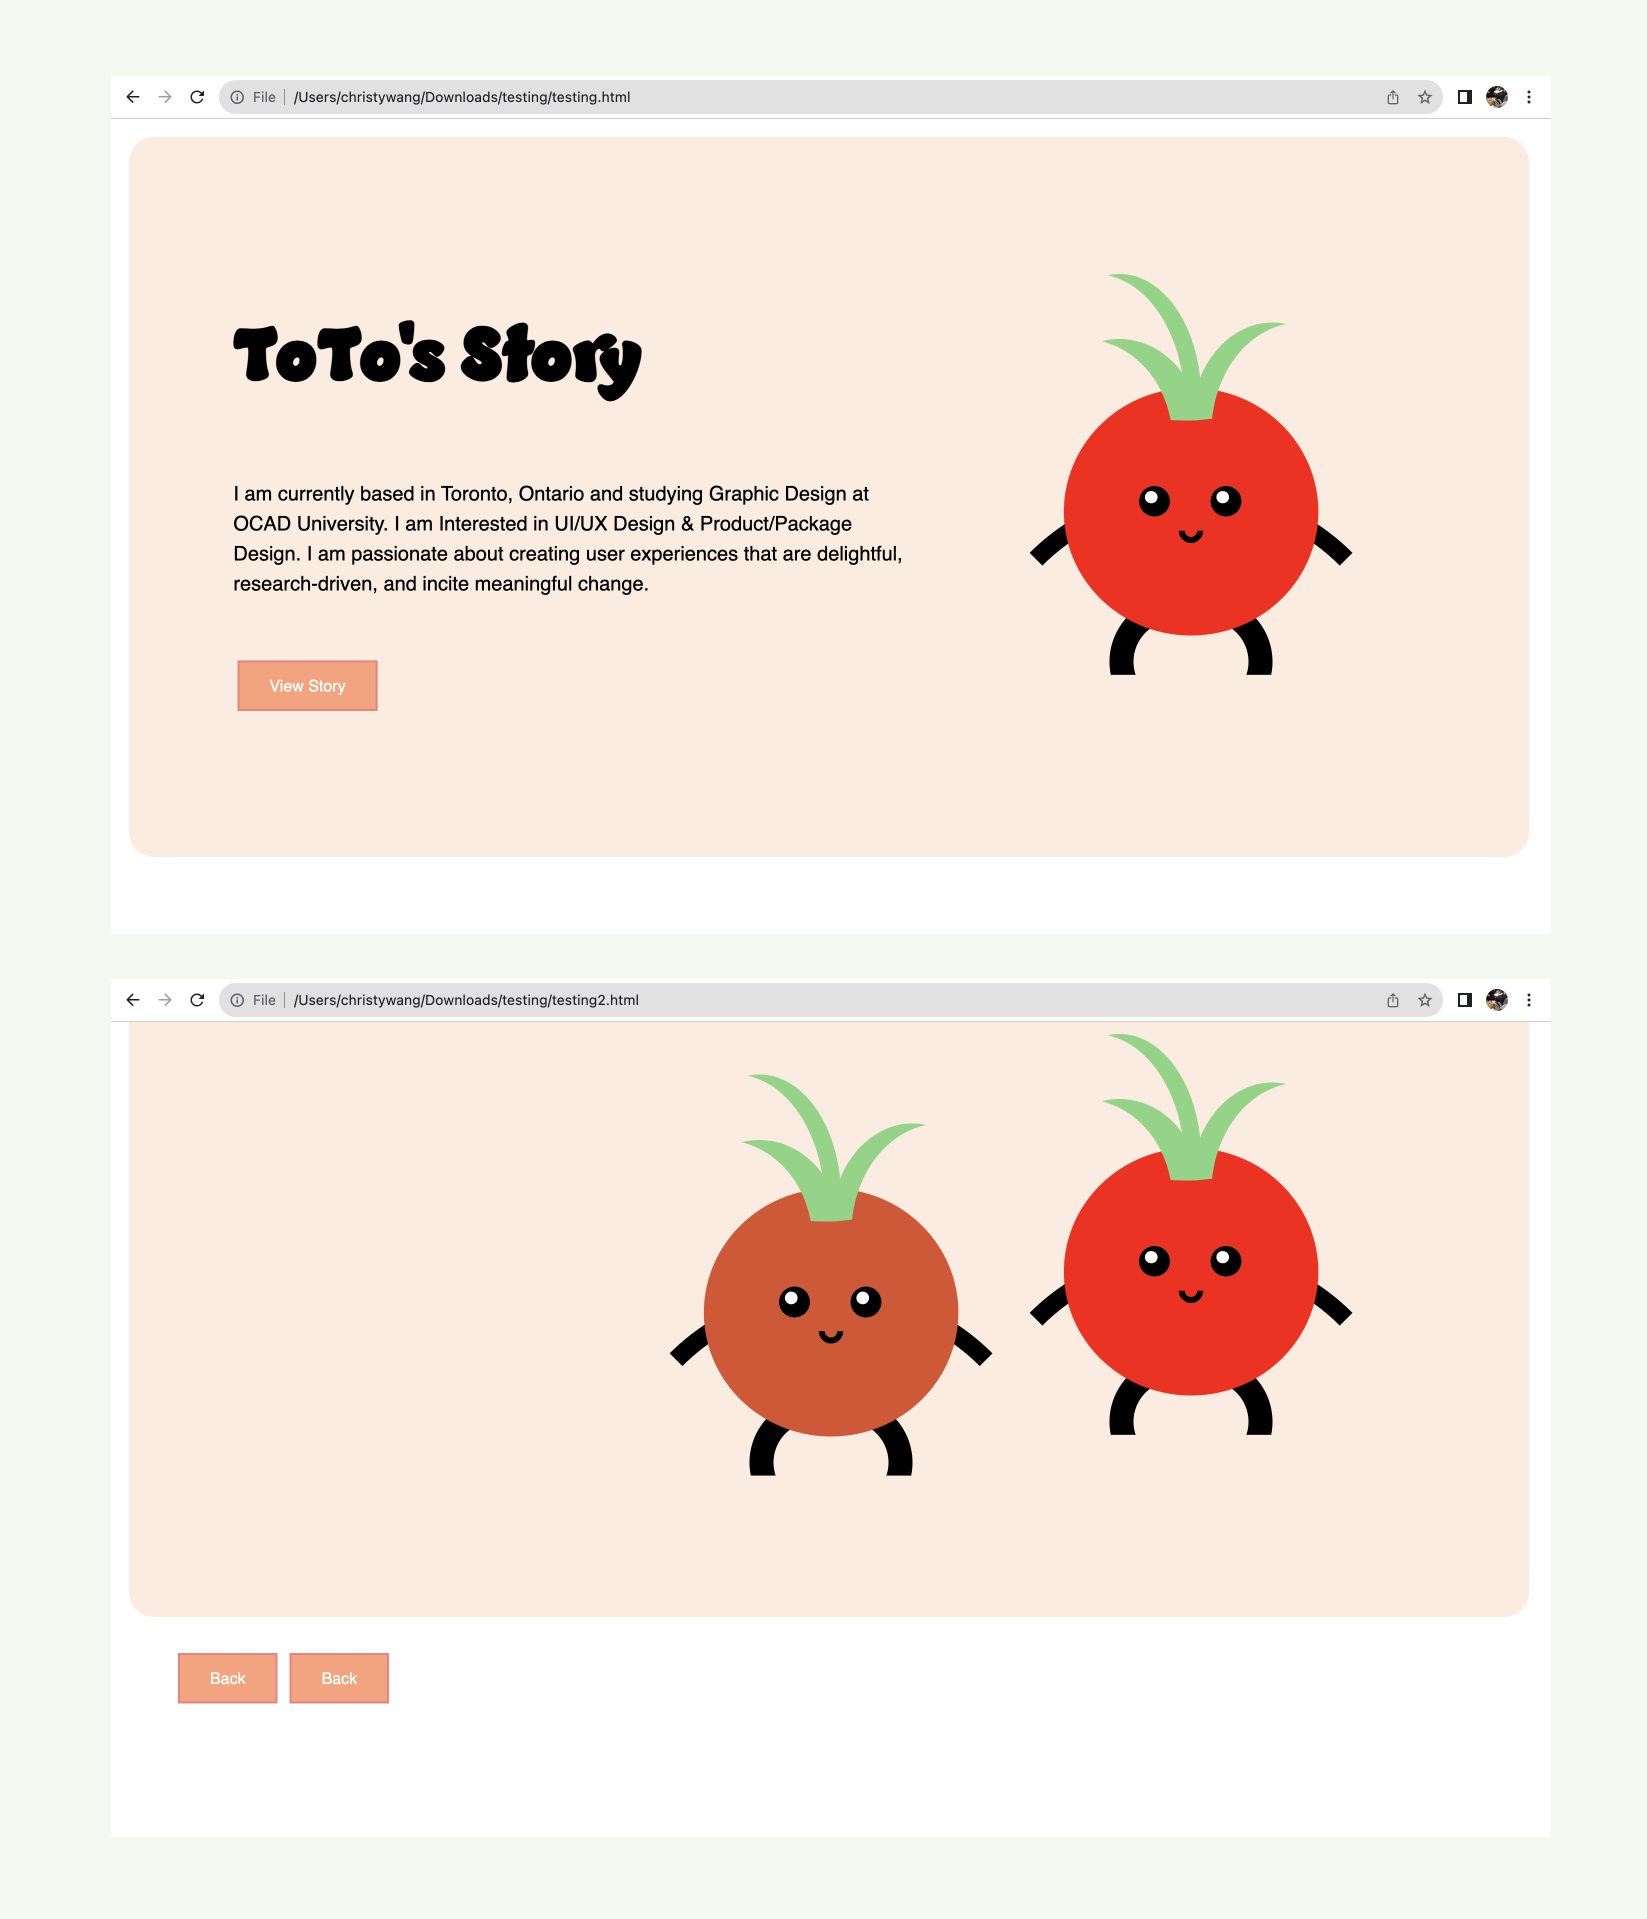 File /Users/christywang/Downloads/testing/testing.html
ToTo's Story
I am currently based in Toronto, Ontario and studying Graphic Design at
OCAD University. I am Interested in UI/UX Design & Product/Package
Design. I am passionate about creating user experiences that are delightful,
research-driven, and incite meaningful change.
View Story
File /Users/christywang/Downloads/testing/testing2.html
Back Back